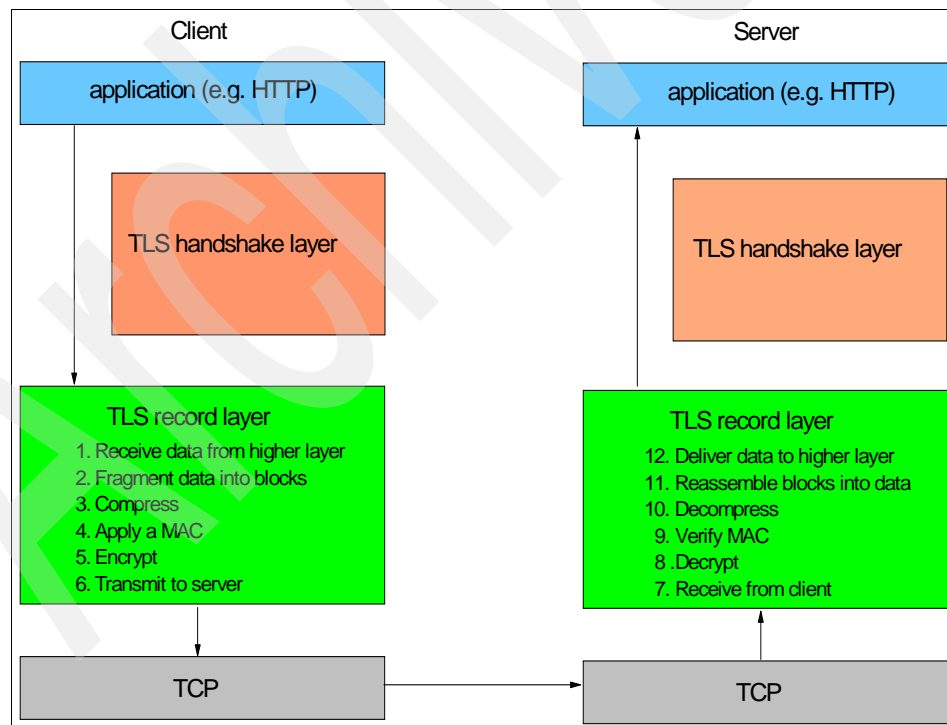 Client
Server
application (e.g. HTTP)
application (e.g. HTTP)
TLS handshake layer
TLS handshake layer
TLS record layer
1. Receive data from higher layer
2. Fragment data into blocks
3. Compress
4. Apply a MAC
5. Encrypt
6. Transmit to server
TLS record layer
12. Deliver data to higher layer
11. Reassemble blocks into data
10. Decompress
9. Verify MAC
8 .Decrypt
7. Receive from client
TCP
TCP